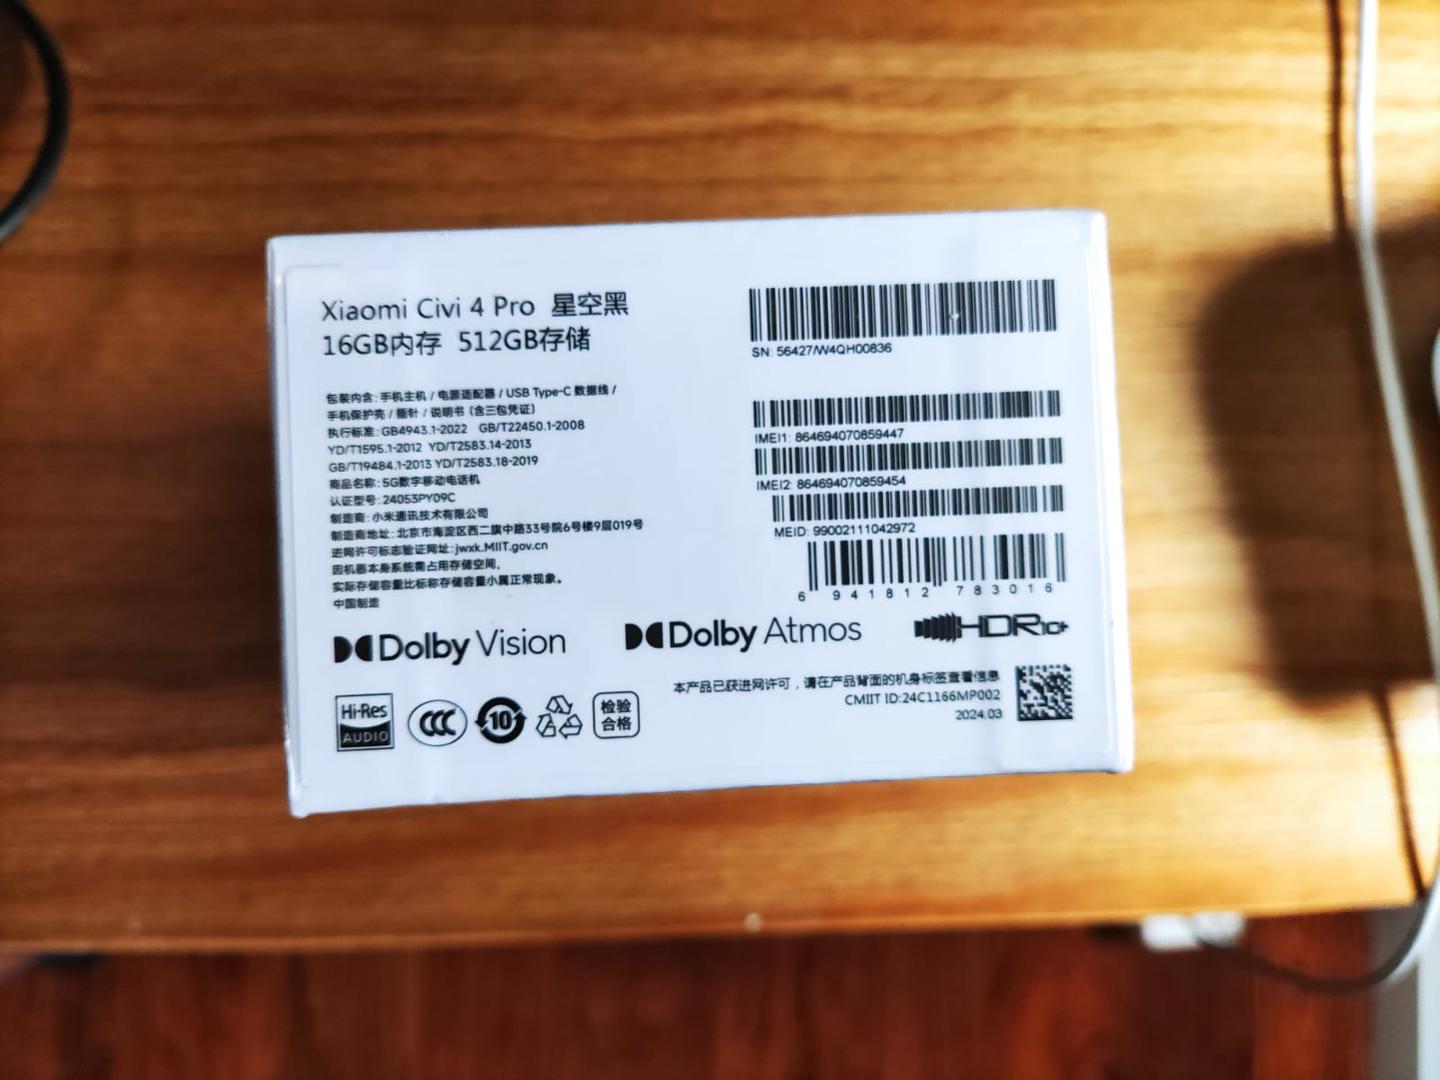 Xiaomi Civi 4 Pro 星空黑
16GB内存 512GB存储
包装内含: 手机主机 / 电源适配器 / USB Type-C 数据线 /
手机保护壳 / 指针 / 说明书 (含三包凭证)
执行标准: GB4943.1-2022 GB/T22450.1-2008
YD/T1595.1-2012 YD/T2583.14-2013
GB/T19484.1-2013 YD/T2583.18-2019
商品名称: 5G数字移动电话机
认证型号: 24053PY09C
制造商: 小米通讯技术有限公司
制造商地址: 北京市海淀区西二旗中路33号院6号楼9层019号
进网许可标志验证网址: jwxk.MIIT.gov.cn
因机器本身系统需占用存储空间,
实际存储容量比标称存储容量小属正常现象。
中国制造
SN: 56427/W4QH00836
IMEI1: 864694070859447
IMEI2: 864694070859454
MEID: 99002111042972
6 941812 783016
Dolby Vision
Dolby Atmos
HDR10+
Hi-Res
AUDIO
CCC
10
检验
合格
本产品已获进网许可，请在产品背面的机身标签查看信息
CMIIT ID:24C1166MP002
2024.03